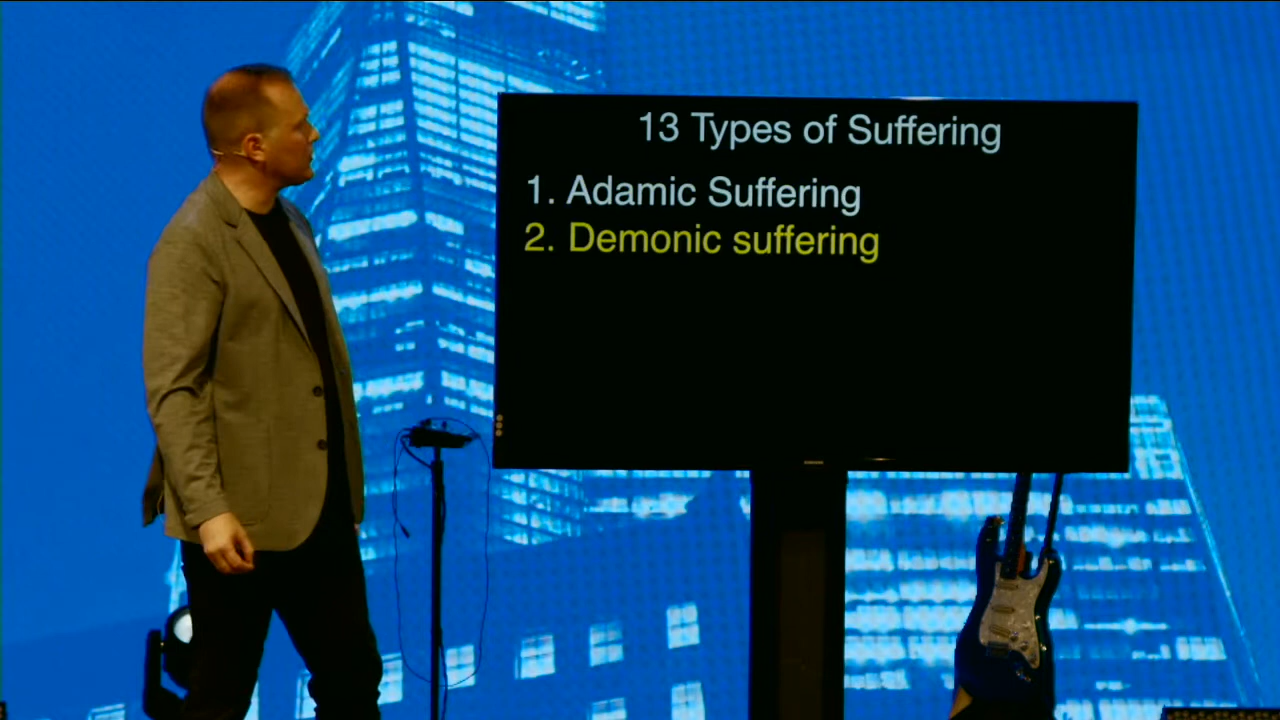 13 Types of Suffering
1. Adamic Suffering
2. Demonic suffering